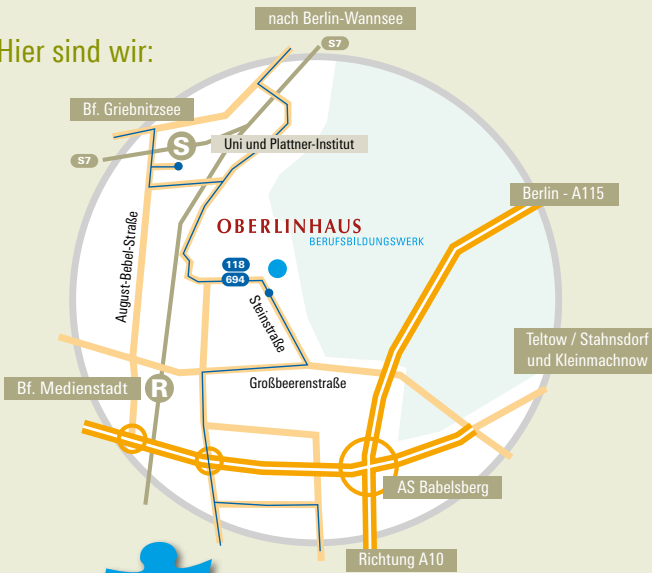 nach Berlin-Wannsee
Hier sind wir:
S7
Bf. Griebnitzsee
S
Uni und Plattner-Institut
S7
Berlin - A115
August-Bebel-Straße
OBERLINHAUS
BERUFSBILDUNGSWERK
118
694
Steinstraße
Teltow / Stahnsdorf
und Kleinmachnow
Bf. Medienstadt
R
Großbeerenstraße
AS Babelsberg
Richtung A10